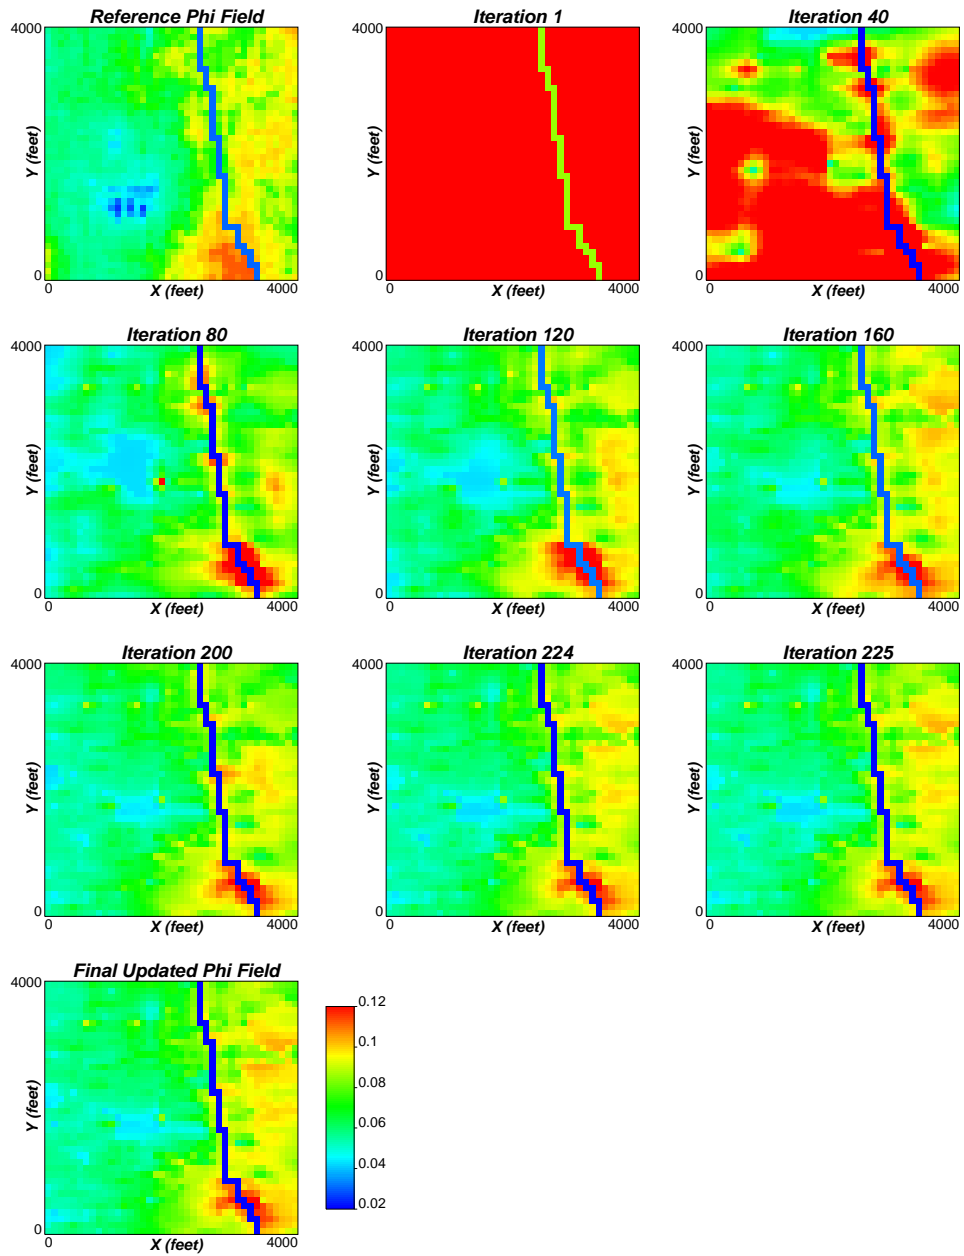 Reference Phi Field
Iteration 1
Iteration 40
4000
Y (feet)
0
0
X (feet)
4000
4000
Y (feet)
0
0
X (feet)
4000
4000
Y (feet)
0
0
X (feet)
4000
Iteration 80
Iteration 120
Iteration 160
4000
Y (feet)
0
0
X (feet)
4000
4000
Y (feet)
0
0
X (feet)
4000
4000
Y (feet)
0
0
X (feet)
4000
Iteration 200
Iteration 224
Iteration 225
4000
Y (feet)
0
0
X (feet)
4000
4000
Y (feet)
0
0
X (feet)
4000
4000
Y (feet)
0
0
X (feet)
4000
Final Updated Phi Field
4000
Y (feet)
0
0
X (feet)
4000
0.12
0.1
0.08
0.06
0.04
0.02